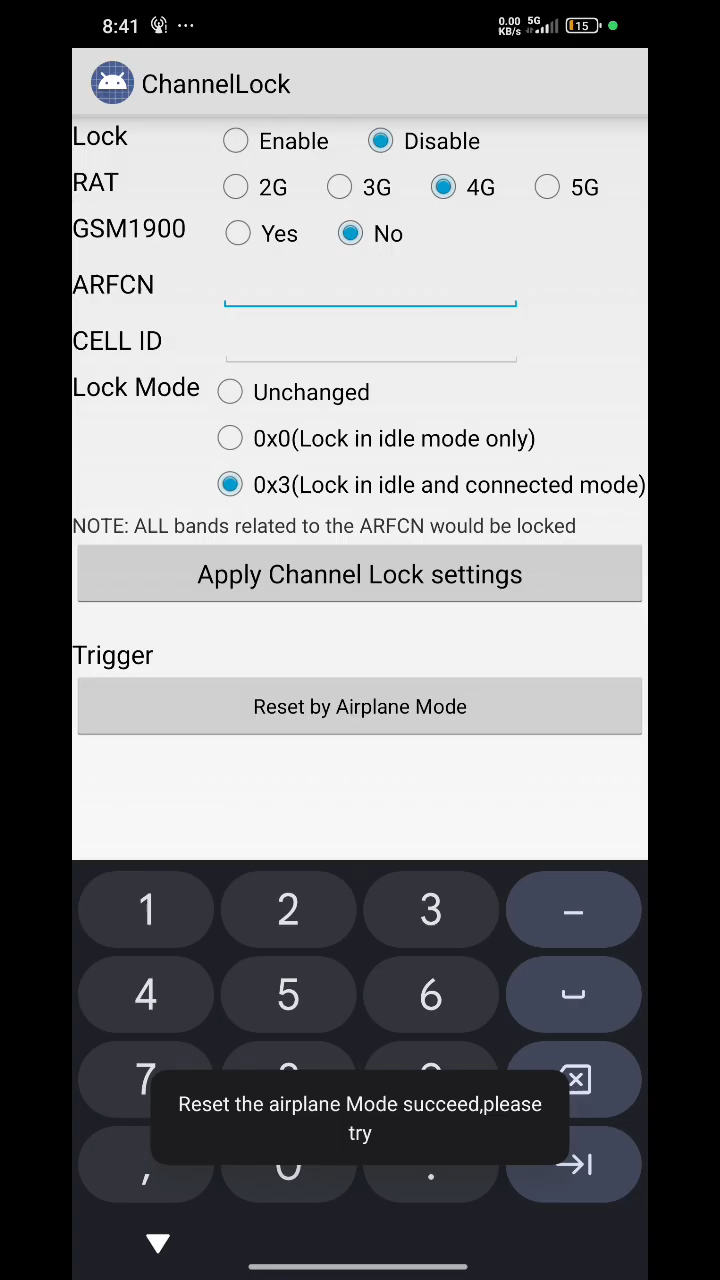 8:41 ... 0.00 KB/s 5G 15
ChannelLock
Lock Enable Disable
RAT 2G 3G 4G 5G
GSM1900 Yes No
ARFCN
CELL ID
Lock Mode Unchanged
0x0(Lock in idle mode only)
0x3(Lock in idle and connected mode)
NOTE: ALL bands related to the ARFCN would be locked
Apply Channel Lock settings
Trigger
Reset by Airplane Mode
1 2 3 –
4 5 6
7
Reset the airplane Mode succeed,please
try
, 0 .